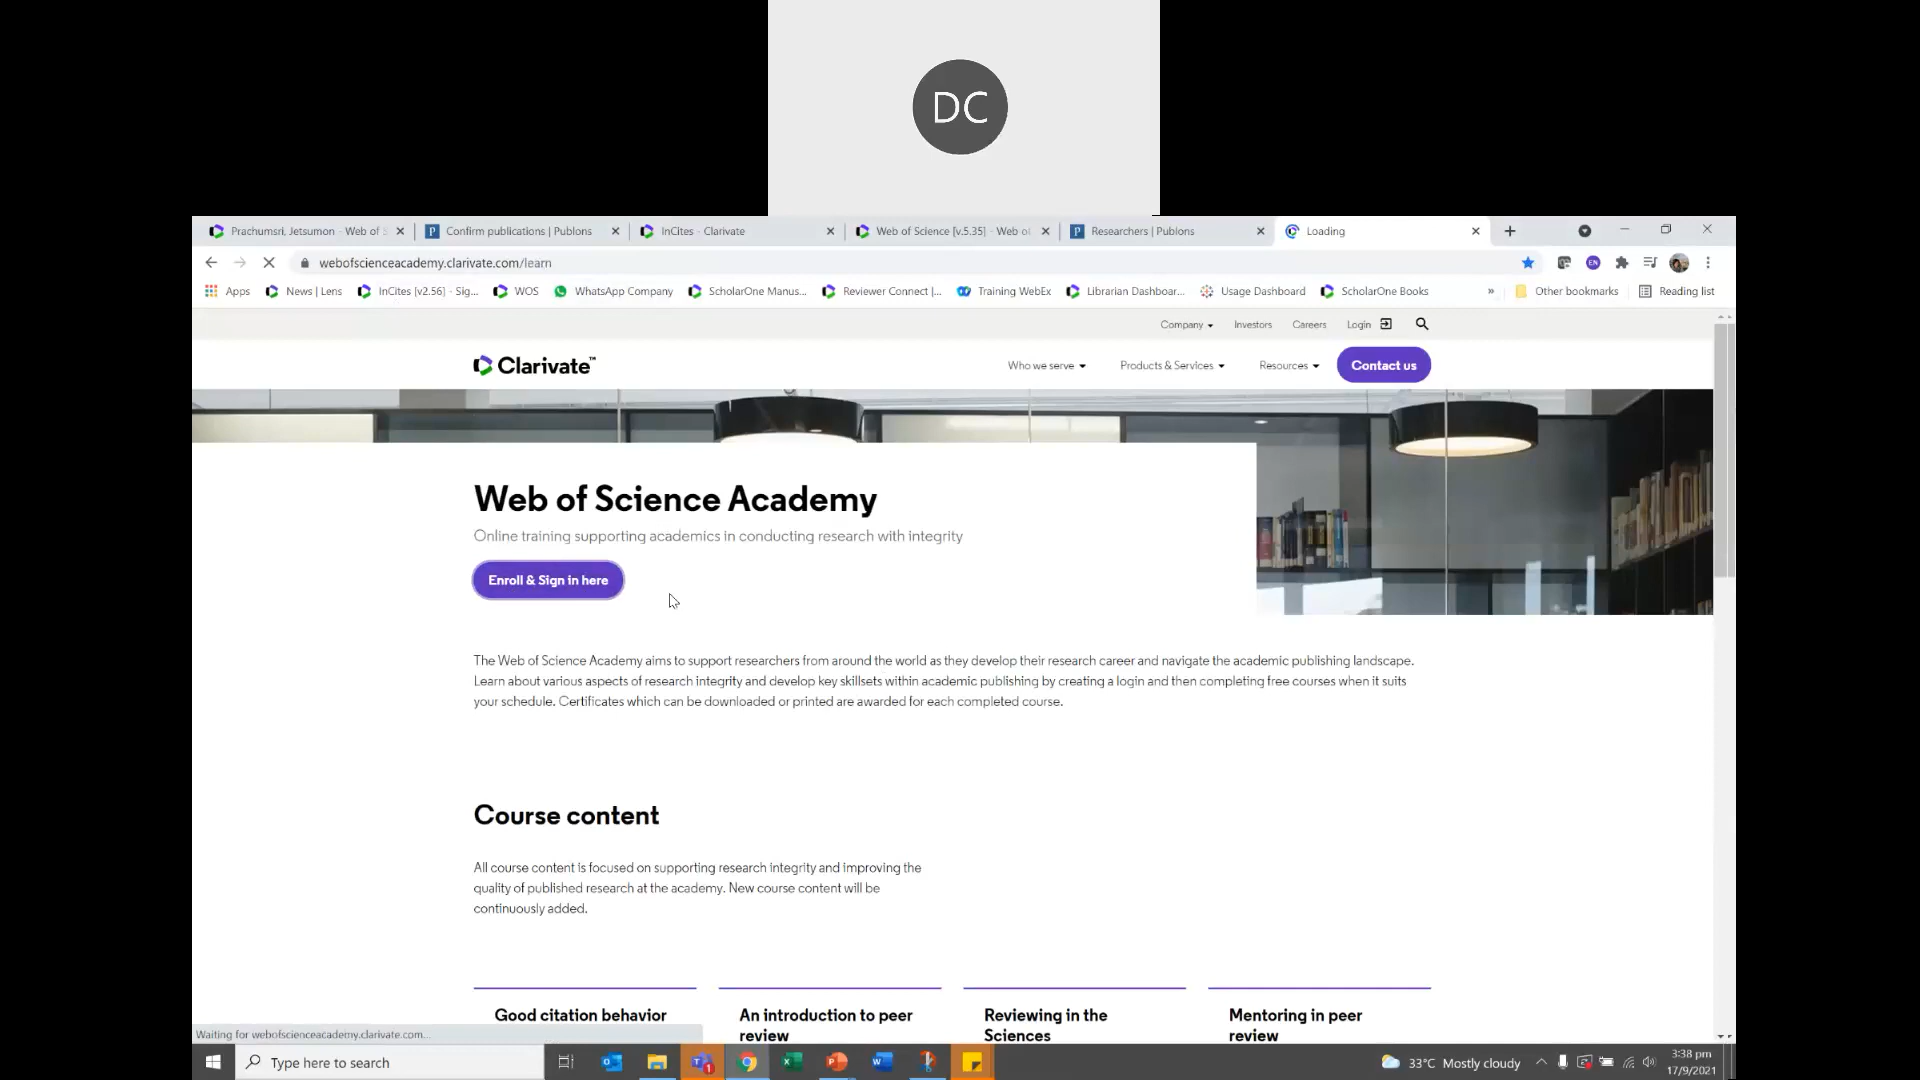 DC
Prachumsri, Jetsumon - Web of S
Confirm publications | Publons
InCites - Clarivate
Web of Science [v.5.35] - Web of
Researchers | Publons
Loading
webofscienceacademy.clarivate.com/learn
EN
Apps
News | Lens
InCites [v2.56] - Sig...
WOS
WhatsApp Company
ScholarOne Manus...
Reviewer Connect |...
Training WebEx
Librarian Dashboar...
Usage Dashboard
ScholarOne Books
»
Other bookmarks
Reading list
Company
Investors
Careers
Login
Clarivate™
Who we serve
Products & Services
Resources
Contact us
Web of Science Academy
Online training supporting academics in conducting research with integrity
Enroll & Sign in here
The Web of Science Academy aims to support researchers from around the world as they develop their research career and navigate the academic publishing landscape.
Learn about various aspects of research integrity and develop key skillsets within academic publishing by creating a login and then completing free courses when it suits
your schedule. Certificates which can be downloaded or printed are awarded for each completed course.
Course content
All course content is focused on supporting research integrity and improving the
quality of published research at the academy. New course content will be
continuously added.
Good citation behavior
An introduction to peer
review
Reviewing in the
Sciences
Mentoring in peer
review
Waiting for webofscienceacademy.clarivate.com...
Type here to search
33°C Mostly cloudy
3:38 pm
17/9/2021